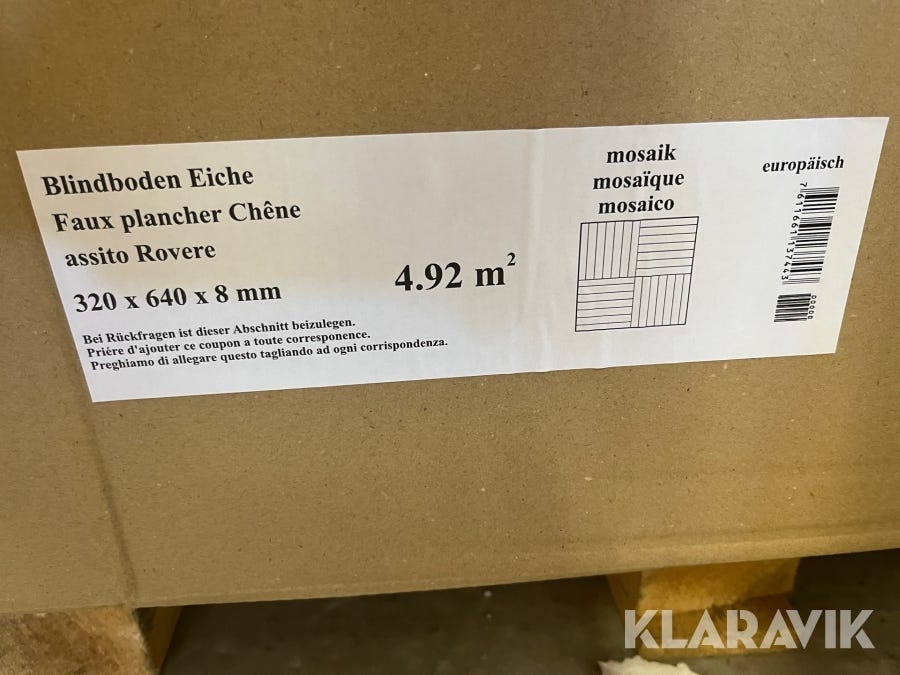 Blindboden Eiche
Faux plancher Chêne
assito Rovere
320 x 640 x 8 mm
4.92 m²
Bei Rückfragen ist dieser Abschnitt beizulegen.
Priére d'ajouter ce coupon a toute corresponence.
Preghiamo di allegare questo tagliando ad ogni corrispondenza.
mosaik
mosaïque
mosaico
europäisch
7611661137443
00000
KLARAVIK